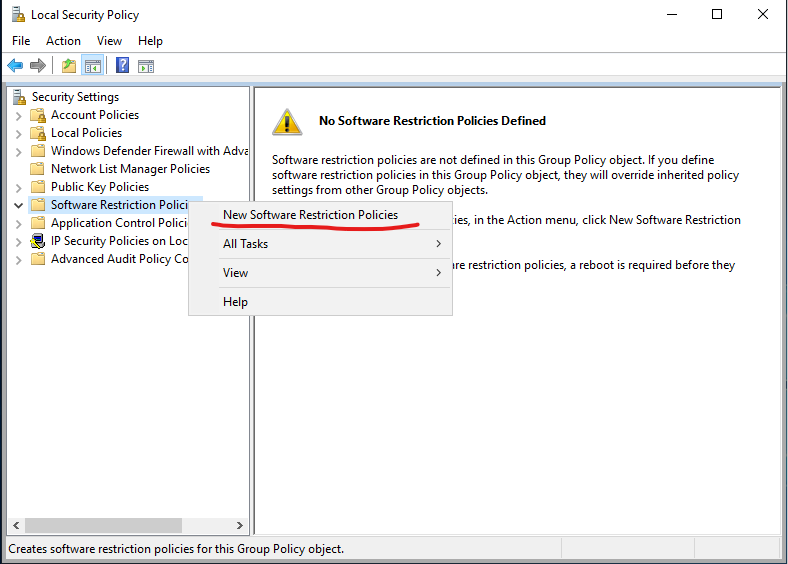 Local Security Policy
File Action View Help
Security Settings
Account Policies
Local Policies
Windows Defender Firewall with Adva
Network List Manager Policies
Public Key Policies
Software Restriction Polici
Application Control Polici
IP Security Policies on Loc
Advanced Audit Policy Co
No Software Restriction Policies Defined
Software restriction policies are not defined in this Group Policy object. If you define
software restriction policies in this Group Policy object, they will override inherited policy
settings from other Group Policy objects.
cies, in the Action menu, click New Software Restriction
re restriction policies, a reboot is required before they
New Software Restriction Policies
All Tasks
View
Help
Creates software restriction policies for this Group Policy object.